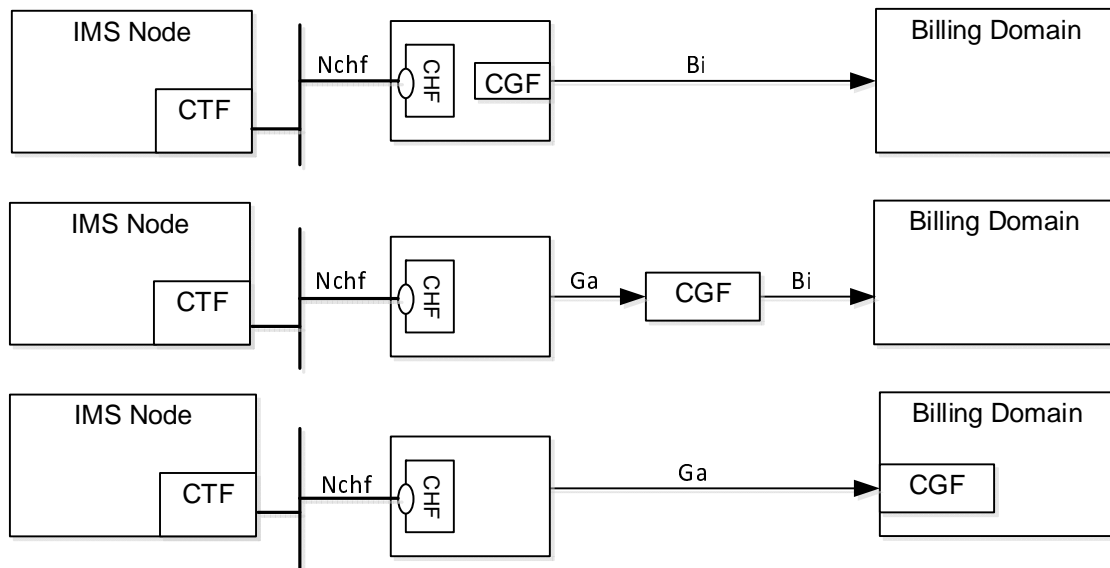 IMS Node
CTF
Nchf
CHF
CGF
Bi
Billing Domain
IMS Node
CTF
Nchf
CHF
Ga
CGF
Bi
Billing Domain
IMS Node
CTF
Nchf
CHF
Ga
Billing Domain
CGF